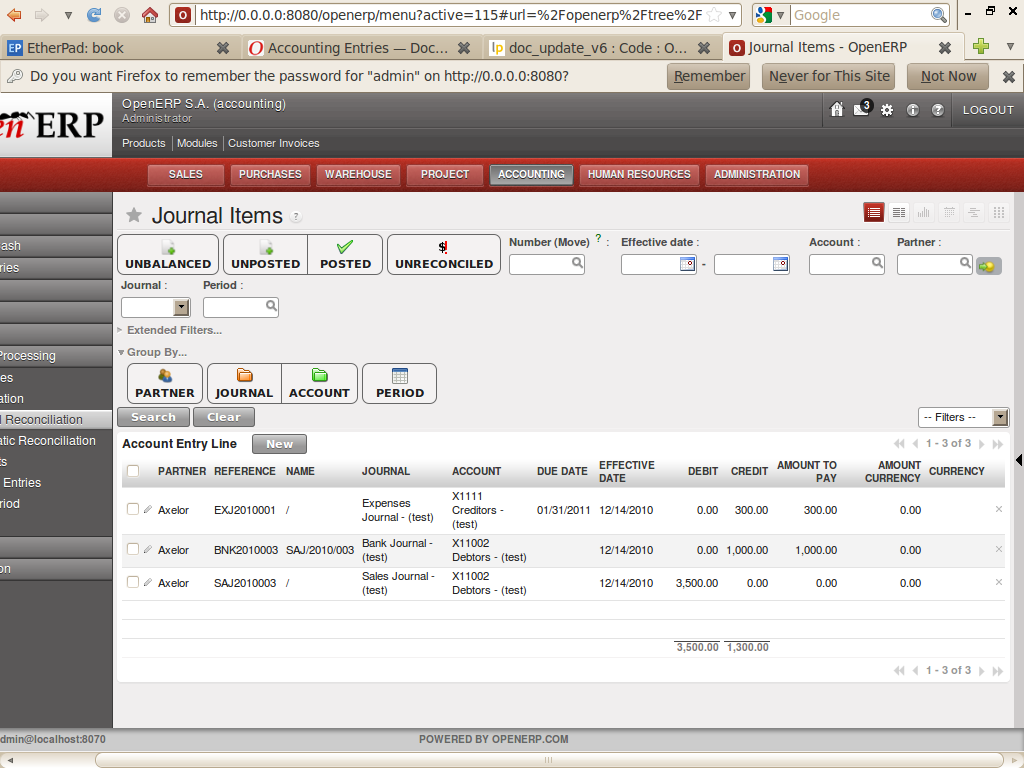 http://0.0.0.0:8080/openerp/menu?active=115#url=%2Fopenerp%2Ftree%2F
Google
EtherPad: book
Accounting Entries — Doc...
doc_update_v6 : Code : O...
Journal Items - OpenERP
Do you want Firefox to remember the password for "admin" on http://0.0.0.0:8080?
Remember
Never for This Site
Not Now
en ERP
OpenERP S.A. (accounting)
Administrator
3
LOGOUT
Products
Modules
Customer Invoices
SALES
PURCHASES
WAREHOUSE
PROJECT
ACCOUNTING
HUMAN RESOURCES
ADMINISTRATION
ash
ries
Processing
es
ation
l Reconciliation
tic Reconciliation
ts
Entries
riod
on
Journal Items ?
UNBALANCED
UNPOSTED
POSTED
UNRECONCILED
Number (Move) ? :
Effective date :
-
Account :
Partner :
Journal :
Period :
Extended Filters...
Group By...
PARTNER
JOURNAL
ACCOUNT
PERIOD
Search
Clear
-- Filters --
Account Entry Line
New
1 - 3 of 3
PARTNER REFERENCE NAME JOURNAL ACCOUNT DUE DATE EFFECTIVE DATE DEBIT CREDIT AMOUNT TO PAY AMOUNT CURRENCY CURRENCY
Axelor EXJ2010001 / Expenses Journal - (test) X1111 Creditors - (test) 01/31/2011 12/14/2010 0.00 300.00 300.00 0.00
Axelor BNK2010003 SAJ/2010/003 Bank Journal - (test) X11002 Debtors - (test) 12/14/2010 0.00 1,000.00 1,000.00 0.00
Axelor SAJ2010003 / Sales Journal - (test) X11002 Debtors - (test) 12/14/2010 3,500.00 0.00 0.00 0.00
3,500.00 1,300.00
1 - 3 of 3
dmin@localhost:8070
POWERED BY OPENERP.COM